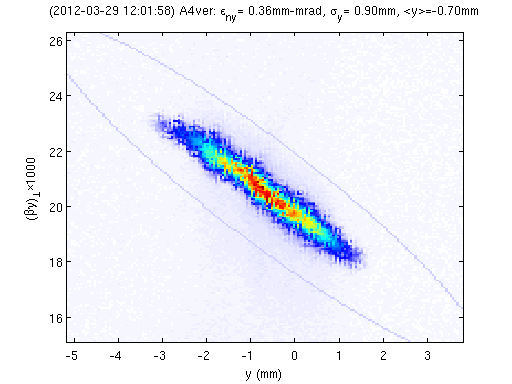 (2012-03-29 12:01:58) A4ver: ϵny= 0.36mm-mrad, σy= 0.90mm, <y>=-0.70mm
26
24
22
20
18
16
(βγ)⊥×1000
-5 -4 -3 -2 -1 0 1 2 3
y (mm)